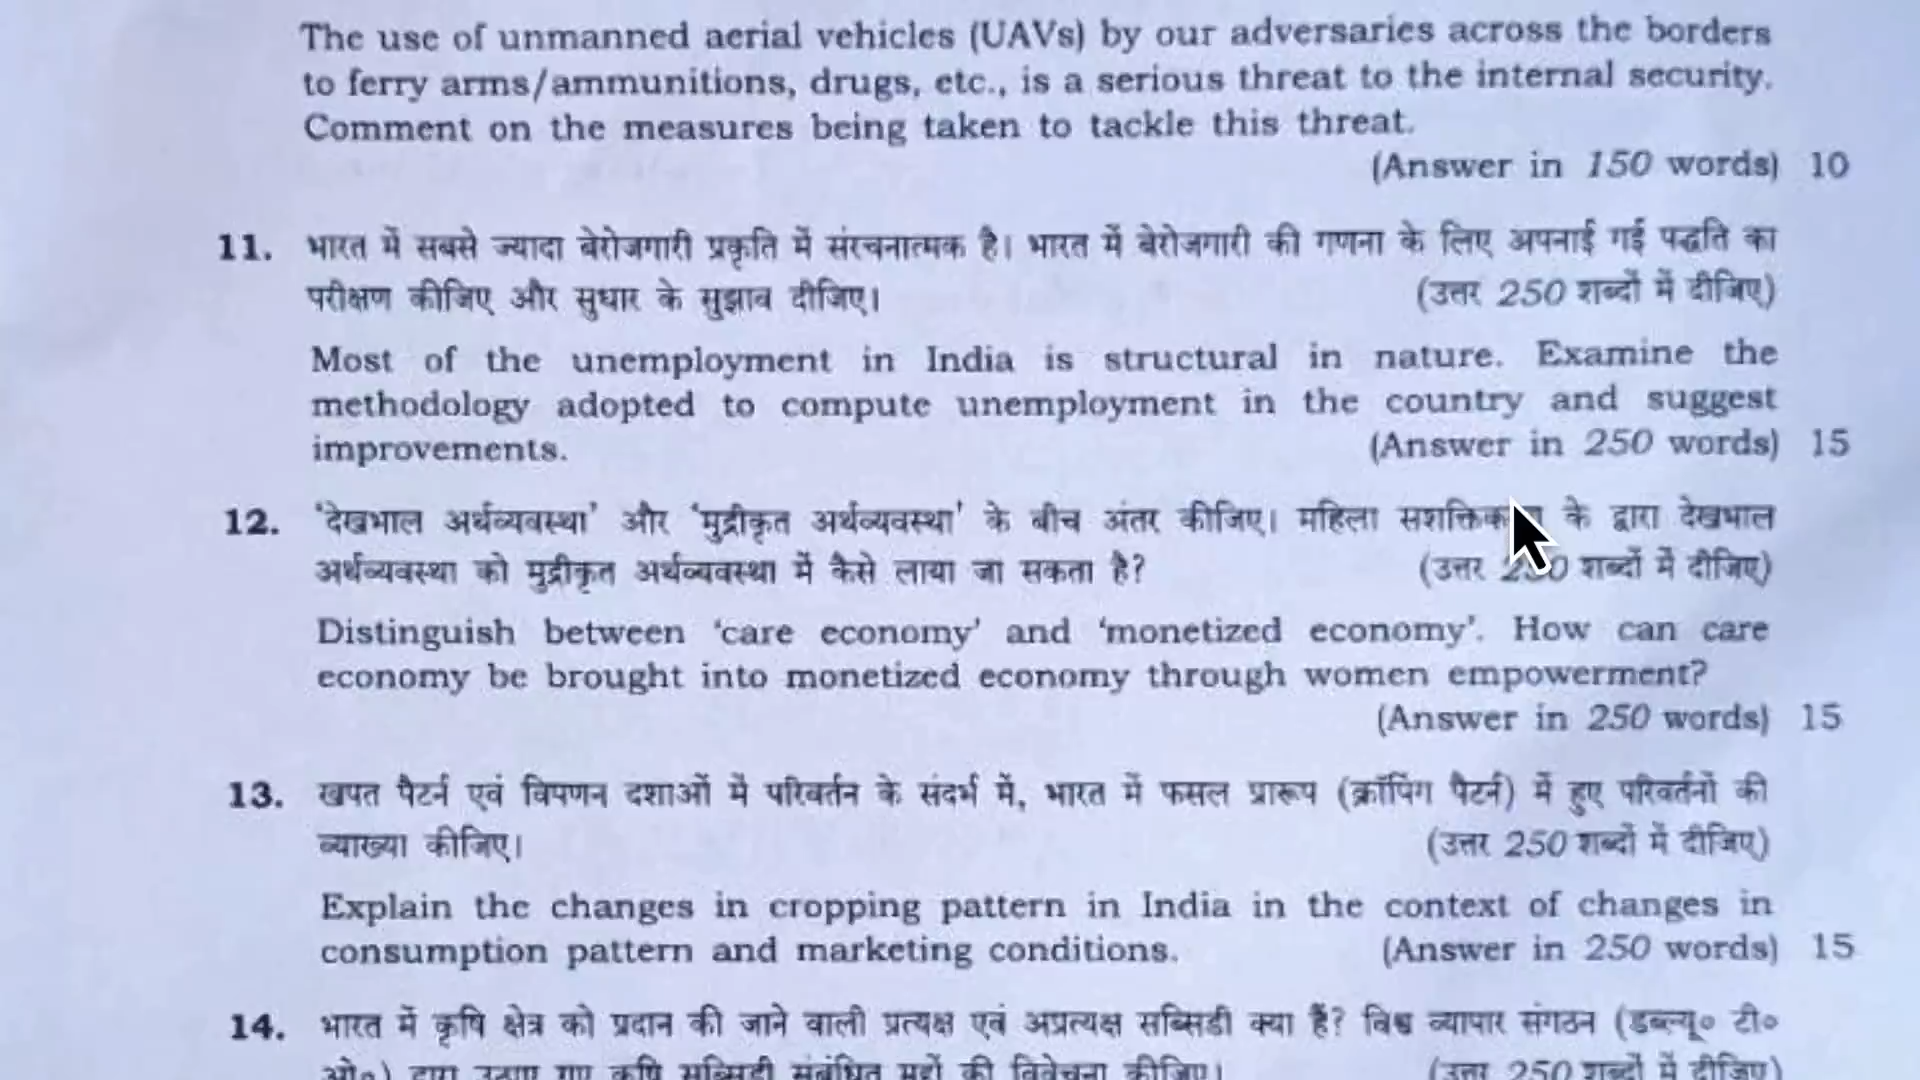 The use of unmanned aerial vehicles (UAVs) by our adversaries across the borders
to ferry arms/ammunitions, drugs, etc., is a serious threat to the internal security.
Comment on the measures being taken to tackle this threat.
(Answer in 150 words) 10
11. भारत में सबसे ज्यादा बेरोजगारी प्रकृति में संरचनात्मक है। भारत में बेरोजगारी की गणना के लिए अपनाई गई पद्धति का
परीक्षण कीजिए और सुधार के सुझाव दीजिए। (उत्तर 250 शब्दों में दीजिए)
Most of the unemployment in India is structural in nature. Examine the
methodology adopted to compute unemployment in the country and suggest
improvements. (Answer in 250 words) 15
12. ‘देखभाल अर्थव्यवस्था’ और ‘मुद्रीकृत अर्थव्यवस्था’ के बीच अंतर कीजिए। महिला के द्वारा देखभाल
अर्थव्यवस्था को मुद्रीकृत अर्थव्यवस्था में कैसे लाया जा सकता है? (उत्तर 250 शब्दों में दीजिए)
Distinguish between ‘care economy’ and ‘monetized economy’. How can care
economy be brought into monetized economy through women empowerment?
(Answer in 250 words) 15
13. खपत पैटर्न एवं विपणन दशाओं में परिवर्तन के संदर्भ में, भारत में फसल प्रारूप (क्रॉपिंग पैटर्न) में हुए परिवर्तनों की
व्याख्या कीजिए। (उत्तर 250 शब्दों में दीजिए)
Explain the changes in cropping pattern in India in the context of changes in
consumption pattern and marketing conditions. (Answer in 250 words) 15
14. भारत में कृषि क्षेत्र को प्रदान की जाने वाली प्रत्यक्ष एवं अप्रत्यक्ष सब्सिडी क्या हैं? विश्व व्यापार संगठन (डब्ल्यू० टी०
ओ०) द्वारा उठाए गए कृषि सब्सिडी संबंधित मुद्दों की विवेचना कीजिए। (उत्तर 250 शब्दों में दीजिए)